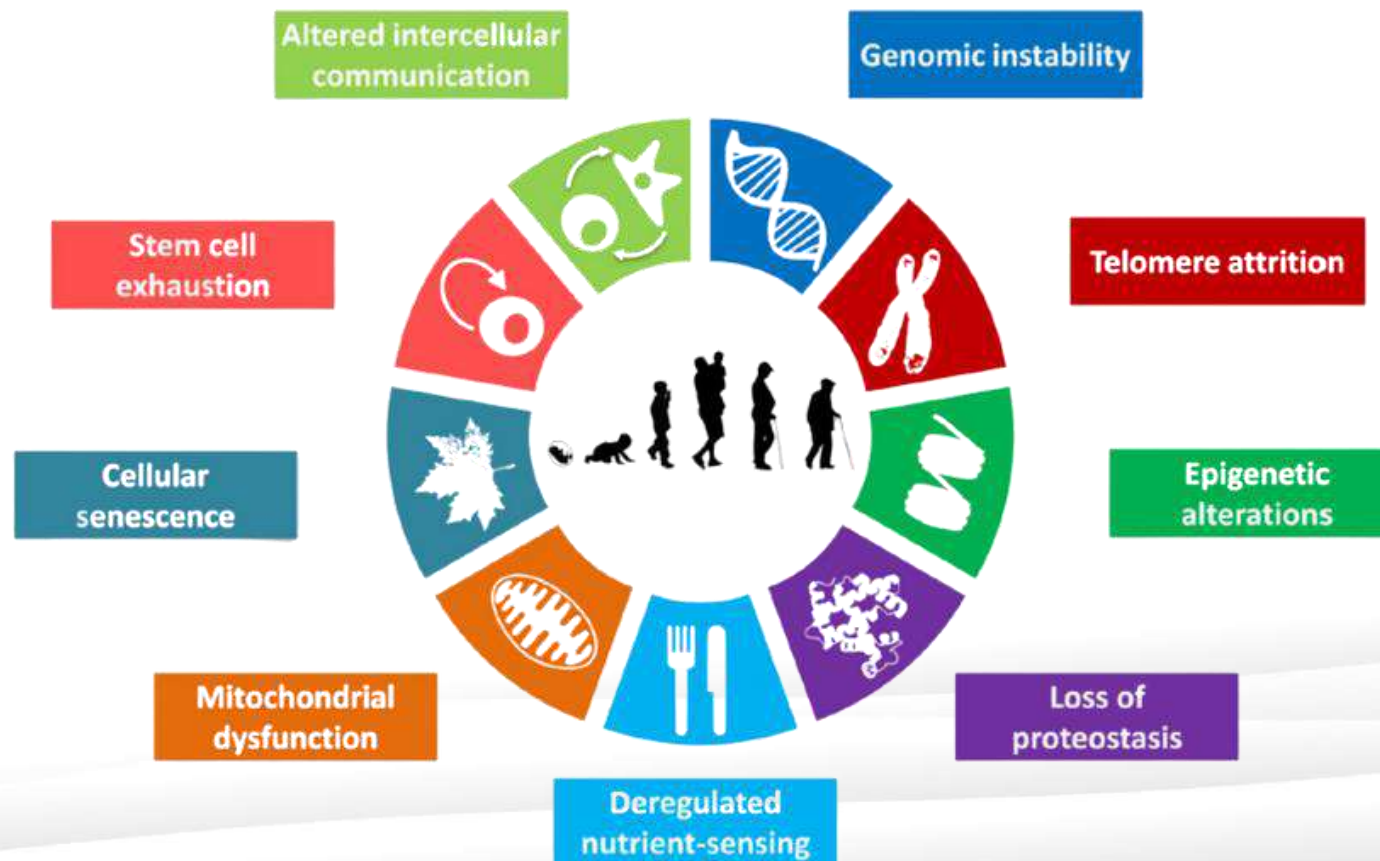 Altered intercellular
communication
Genomic instability
Stem cell
exhaustion
Telomere attrition
Cellular
senescence
Epigenetic
alterations
Mitochondrial
dysfunction
Loss of
proteostasis
Deregulated
nutrient-sensing